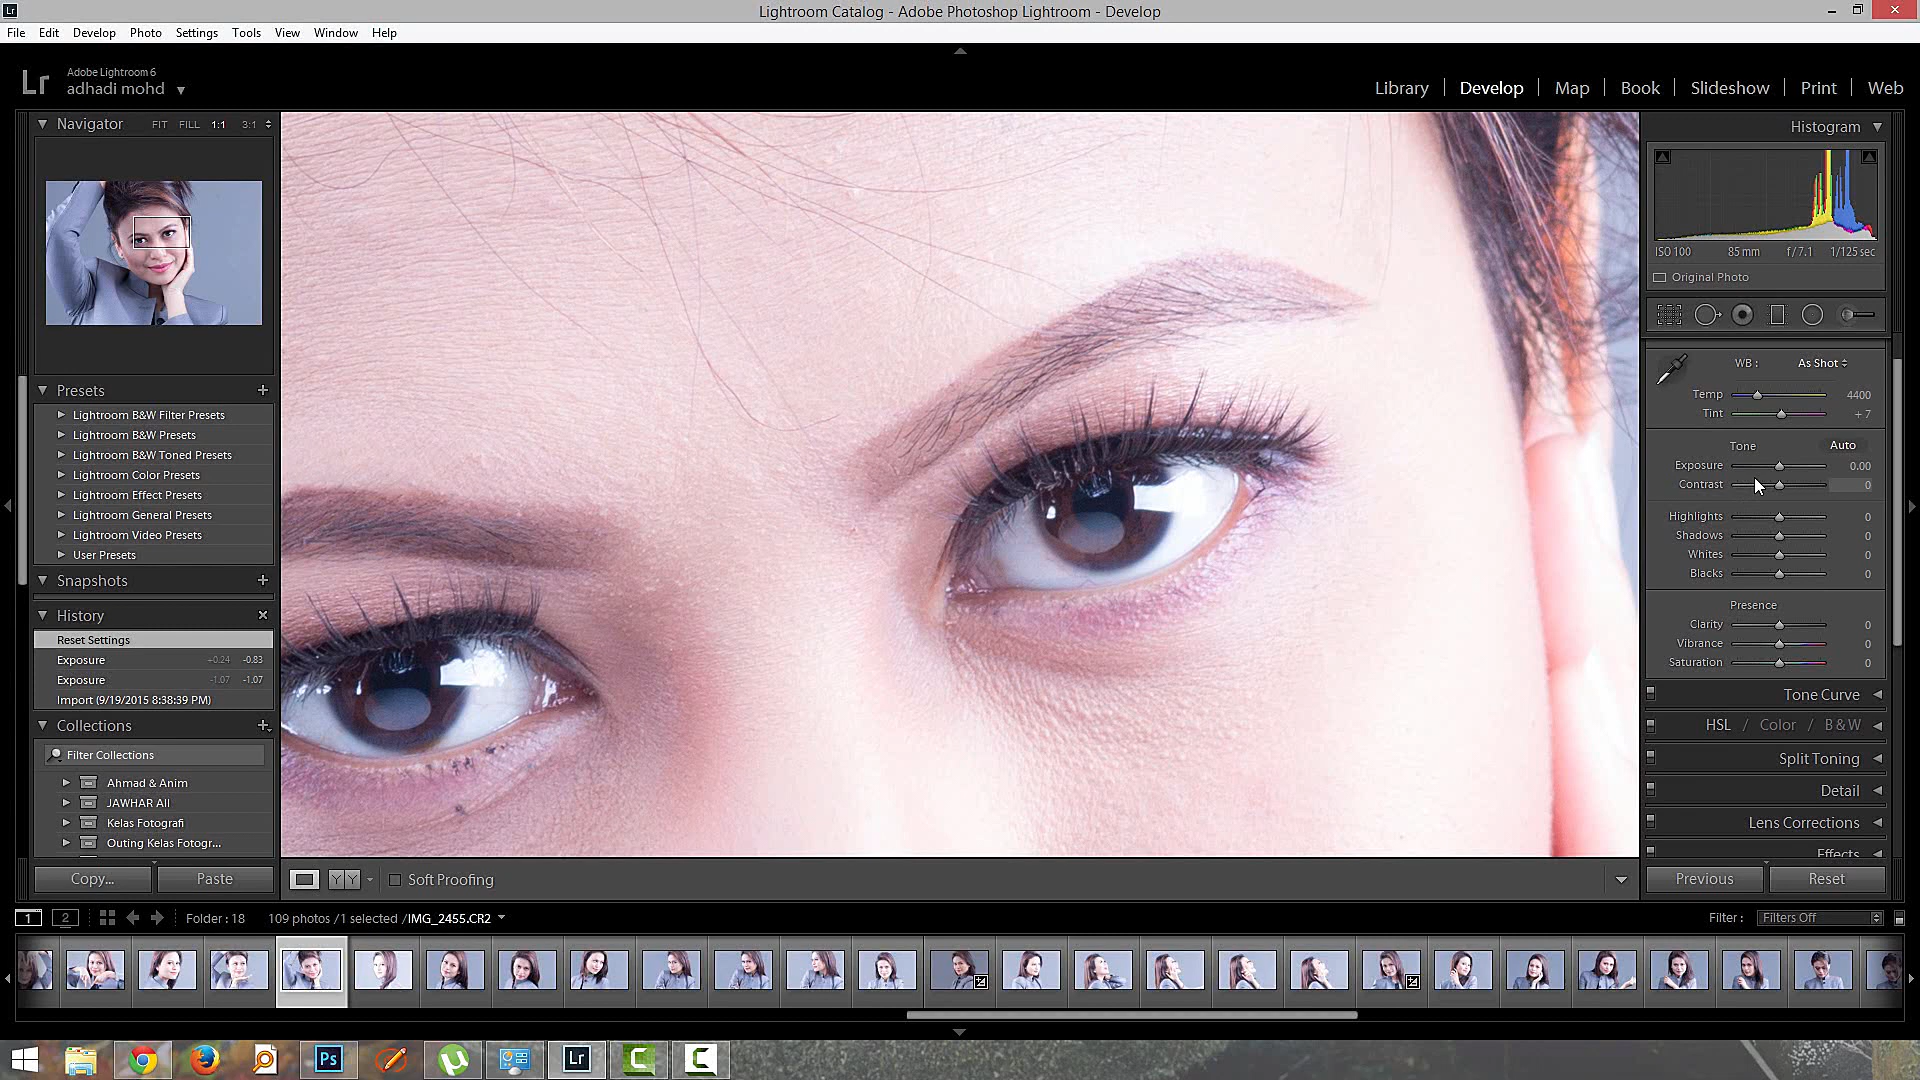 Lr
Lightroom Catalog - Adobe Photoshop Lightroom - Develop
File Edit Develop Photo Settings Tools View Window Help
Lr
Adobe Lightroom 6
adhadi mohd
Library Develop Map Book Slideshow Print Web
Navigator FIT FILL 1:1 3:1
Presets
Lightroom B&W Filter Presets
Lightroom B&W Presets
Lightroom B&W Toned Presets
Lightroom Color Presets
Lightroom Effect Presets
Lightroom General Presets
Lightroom Video Presets
User Presets
Snapshots
History
Reset Settings
Exposure +0.24 -0.83
Exposure -1.07 -1.07
Import (9/19/2015 8:38:39 PM)
Collections
Filter Collections
Ahmad & Anim
JAWHAR All
Kelas Fotografi
Outing Kelas Fotogr...
Copy... Paste
Histogram
ISO 100 85 mm f / 7.1 1/125 sec
Original Photo
WB : As Shot
Temp 4400
Tint + 7
Tone Auto
Exposure 0.00
Contrast 0
Highlights 0
Shadows 0
Whites 0
Blacks 0
Presence
Clarity 0
Vibrance 0
Saturation 0
Tone Curve
HSL / Color / B & W
Split Toning
Detail
Lens Corrections
Effects
Previous Reset
YY Soft Proofing
1 2 Folder : 18 109 photos /1 selected /IMG_2455.CR2
Filter : Filters Off
Ps Lr C C